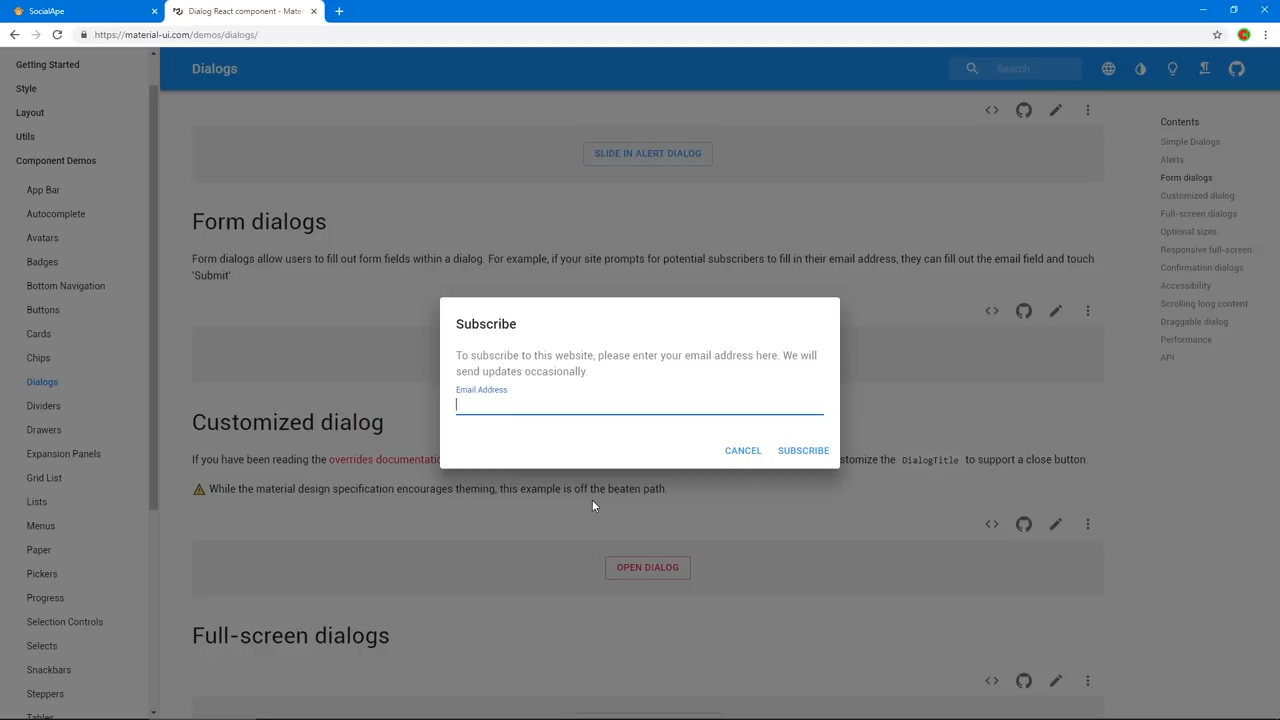 SocialApe
Dialog React component - Mate
https://material-ui.com/demos/dialogs/
Getting Started
Style
Layout
Utils
Component Demos
App Bar
Autocomplete
Avatars
Badges
Bottom Navigation
Buttons
Cards
Chips
Dialogs
Dividers
Drawers
Expansion Panels
Grid List
Lists
Menus
Paper
Pickers
Progress
Selection Controls
Selects
Snackbars
Steppers
Tables
Dialogs
Search...
SLIDE IN ALERT DIALOG
Form dialogs
Form dialogs allow users to fill out form fields within a dialog. For example, if your site prompts for potential subscribers to fill in their email address, they can fill out the email field and touch
'Submit'
Subscribe
To subscribe to this website, please enter your email address here. We will
send updates occasionally.
Email Address
CANCEL SUBSCRIBE
Customized dialog
If you have been reading the overrides documentatio
stomize the DialogTitle to support a close button.
While the material design specification encourages theming, this example is off the beaten path.
OPEN DIALOG
Full-screen dialogs
Contents
Simple Dialogs
Alerts
Form dialogs
Customized dialog
Full-screen dialogs
Optional sizes
Responsive full-screen
Confirmation dialogs
Accessibility
Scrolling long content
Draggable dialog
Performance
API